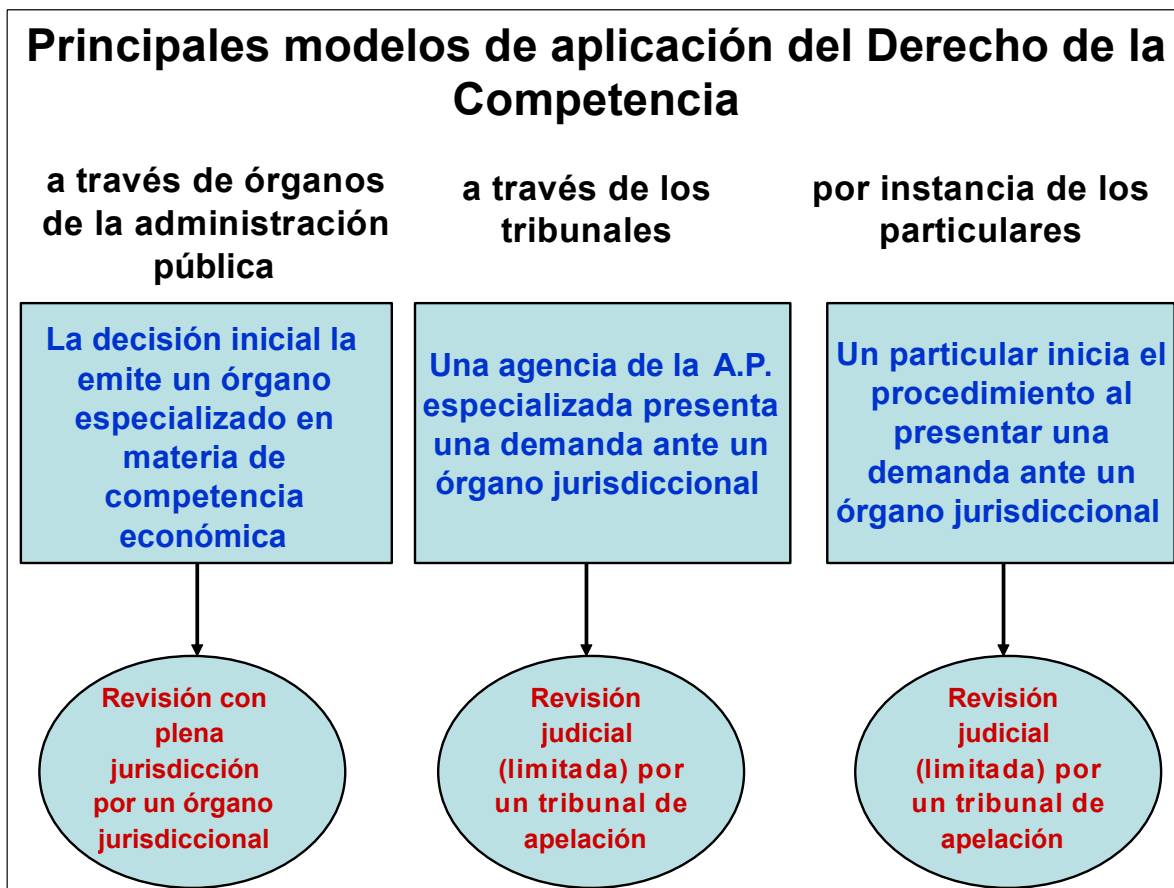 Principales modelos de aplicación del Derecho de la
Competencia
a través de órganos
de la administración
pública
a través de los
tribunales
por instancia de los
particulares
La decisión inicial la
emite un órgano
especializado en
materia de
competencia
económica
Una agencia de la A.P.
especializada presenta
una demanda ante un
órgano jurisdiccional
Un particular inicia el
procedimiento al
presentar una
demanda ante un
órgano jurisdiccional
Revisión con
plena
jurisdicción
por un órgano
jurisdiccional
Revisión
judicial
(limitada) por
un tribunal de
apelación
Revisión
judicial
(limitada) por
un tribunal de
apelación